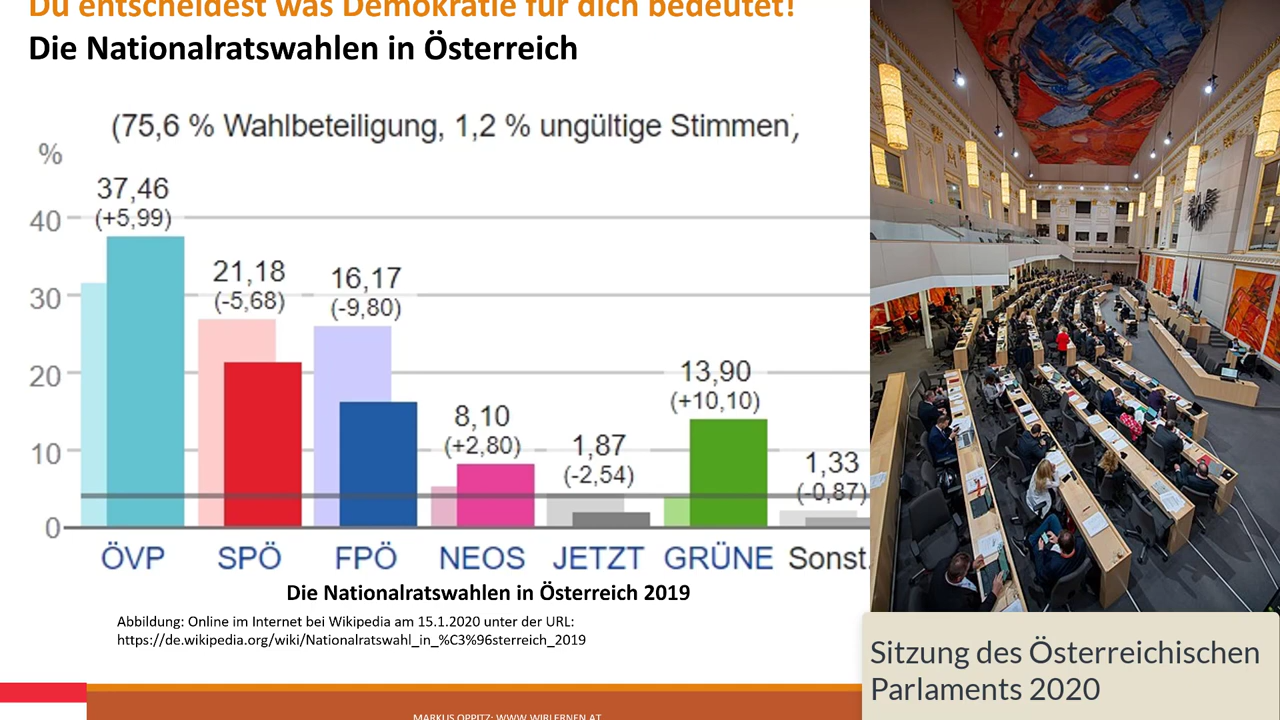 Du entscheidest was Demokratie für dich bedeutet!
Die Nationalratswahlen in Österreich
(75,6 % Wahlbeteiligung, 1,2 % ungültige Stimmen)
%
37,46
(+5,99)
21,18
(-5,68)
16,17
(-9,80)
8,10
(+2,80)
1,87
(-2,54)
13,90
(+10,10)
1,33
(-0,87)
40
30
20
10
0
ÖVP SPÖ FPÖ NEOS JETZT GRÜNE Sonst.
Die Nationalratswahlen in Österreich 2019
Abbildung: Online im Internet bei Wikipedia am 15.1.2020 unter der URL:
https://de.wikipedia.org/wiki/Nationalratswahl_in_%C3%96sterreich_2019
Sitzung des Österreichischen
Parlaments 2020
MARKUS OPPITZ; WWW.WIRLERNEN.AT